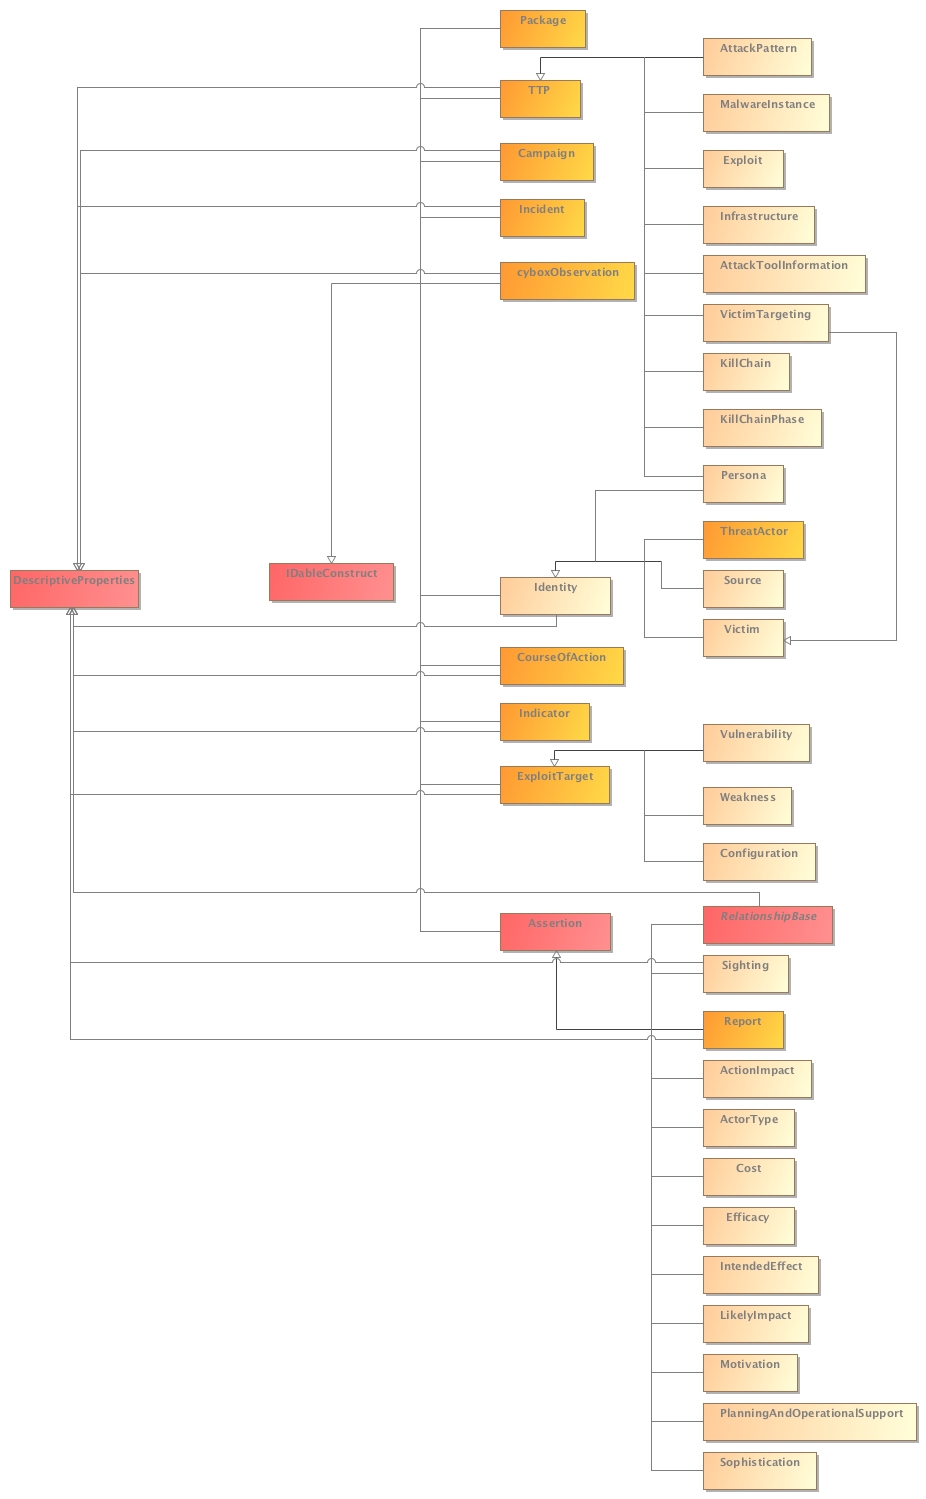 Package
AttackPattern
TTP
MalwareInstance
Campaign
Exploit
Incident
Infrastructure
cyboxObservation
AttackToolInformation
VictimTargeting
KillChain
KillChainPhase
Persona
ThreatActor
DescriptiveProperties
IDableConstruct
Identity
Source
Victim
CourseOfAction
Indicator
Vulnerability
ExploitTarget
Weakness
Configuration
RelationshipBase
Assertion
Sighting
Report
ActionImpact
ActorType
Cost
Efficacy
IntendedEffect
LikelyImpact
Motivation
PlanningAndOperationalSupport
Sophistication